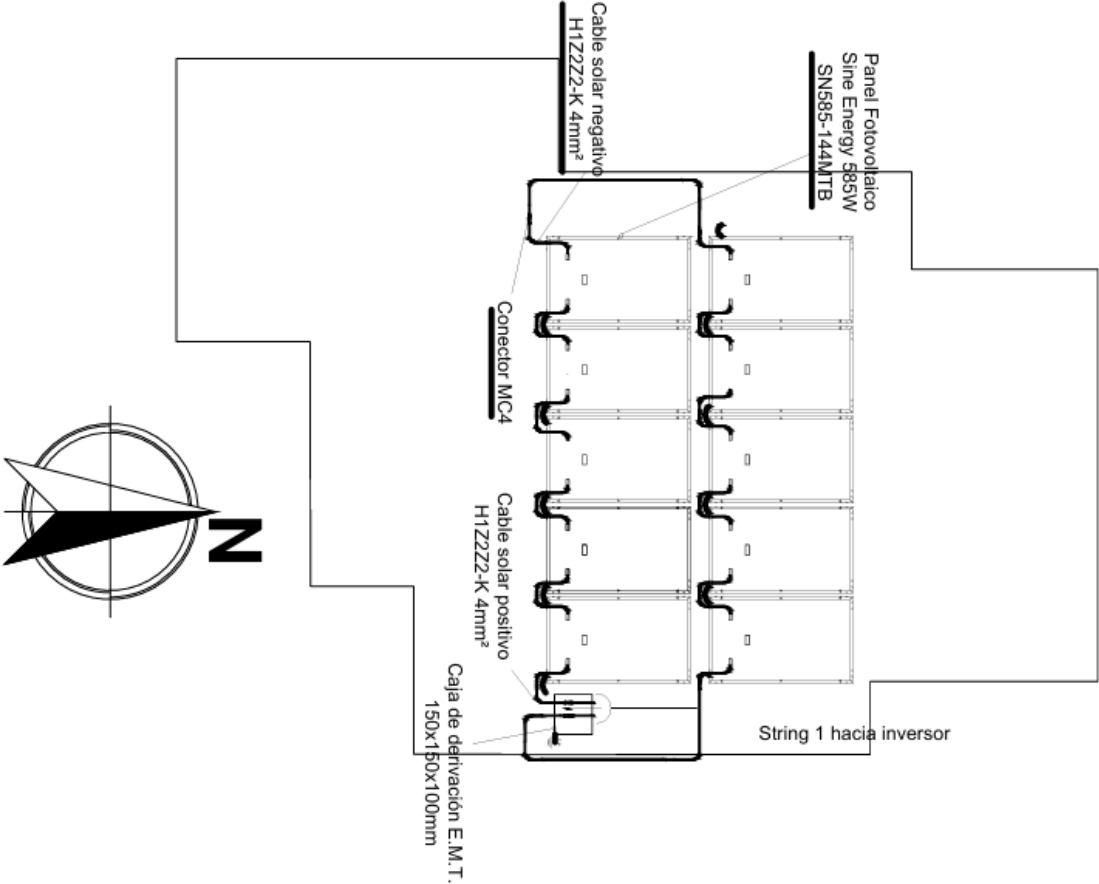 Cable solar negativo
H1Z2Z2-K 4mm²
Panel Fotovoltaico
Sine Energy 585W
SN585-144MTB
Conector MC4
Cable solar positivo
H1Z2Z2-K 4mm²
N
Caja de derivación E.M.T.
150x150x100mm
String 1 hacia inversor